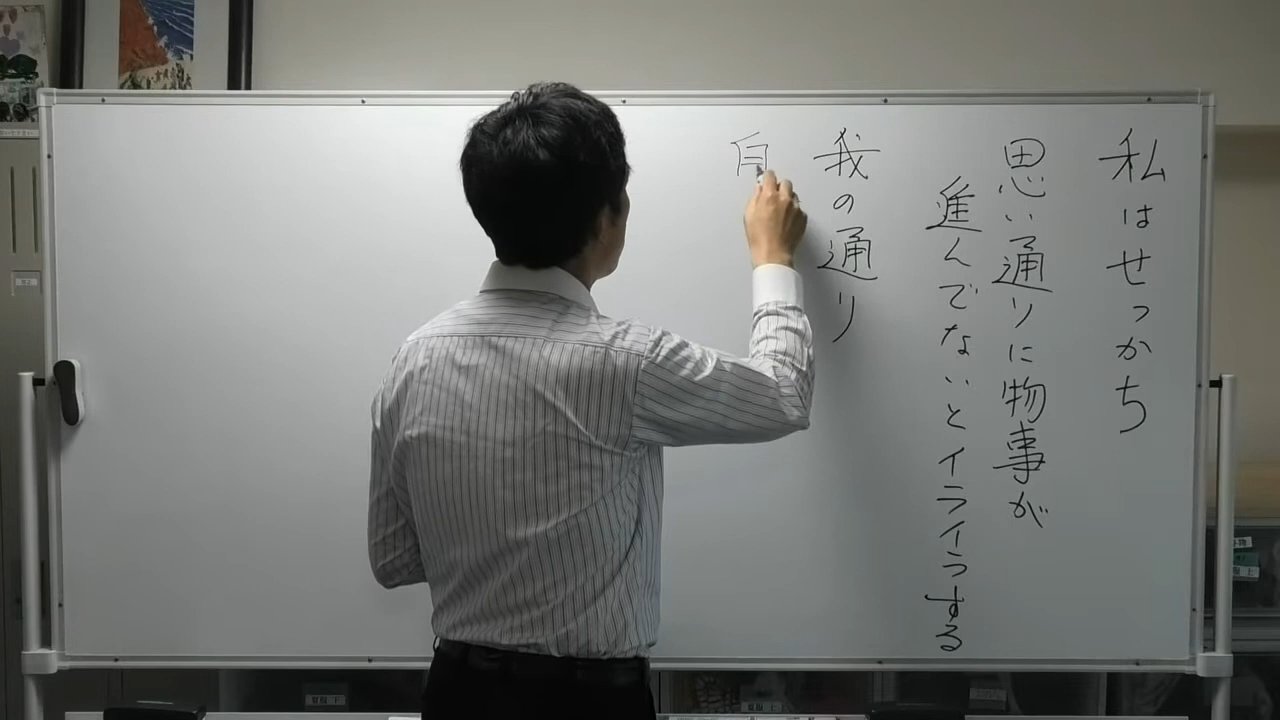 私はせっかち
思い通りに物事が
進んでないとイライラする
我の通り
自